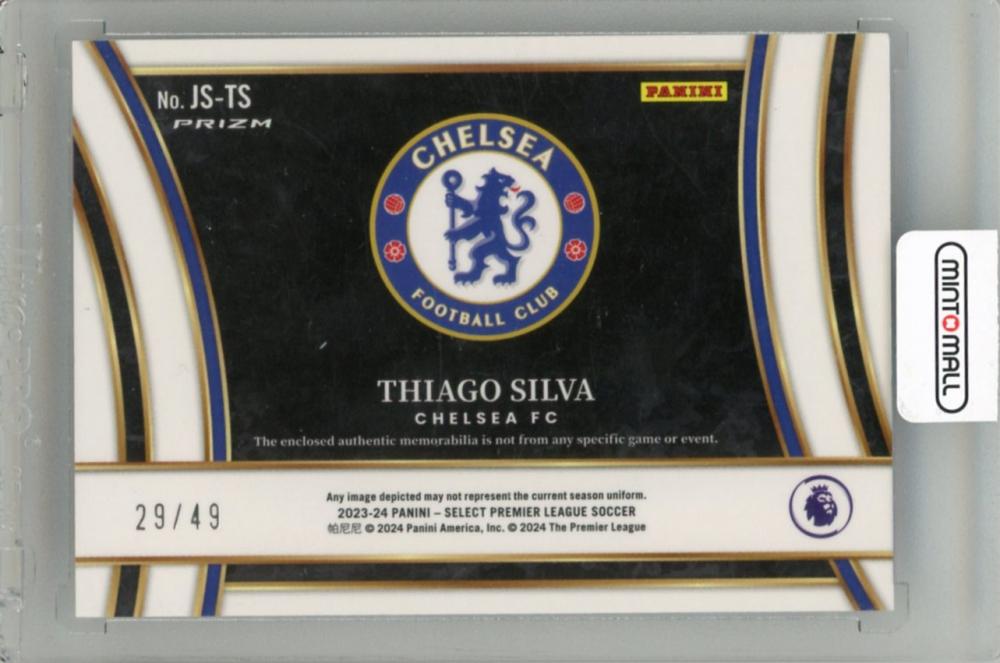 No. JS-TS
PRIZM
PANINI
CHELSEA
FOOTBALL CLUB
THIAGO SILVA
CHELSEA FC
The enclosed authentic memorabilia is not from any specific game or event.
29/49
Any image depicted may not represent the current season uniform.
2023-24 PANINI – SELECT PREMIER LEAGUE SOCCER
帕尼尼 © 2024 Panini America, Inc. © 2024 The Premier League
MINT MALL